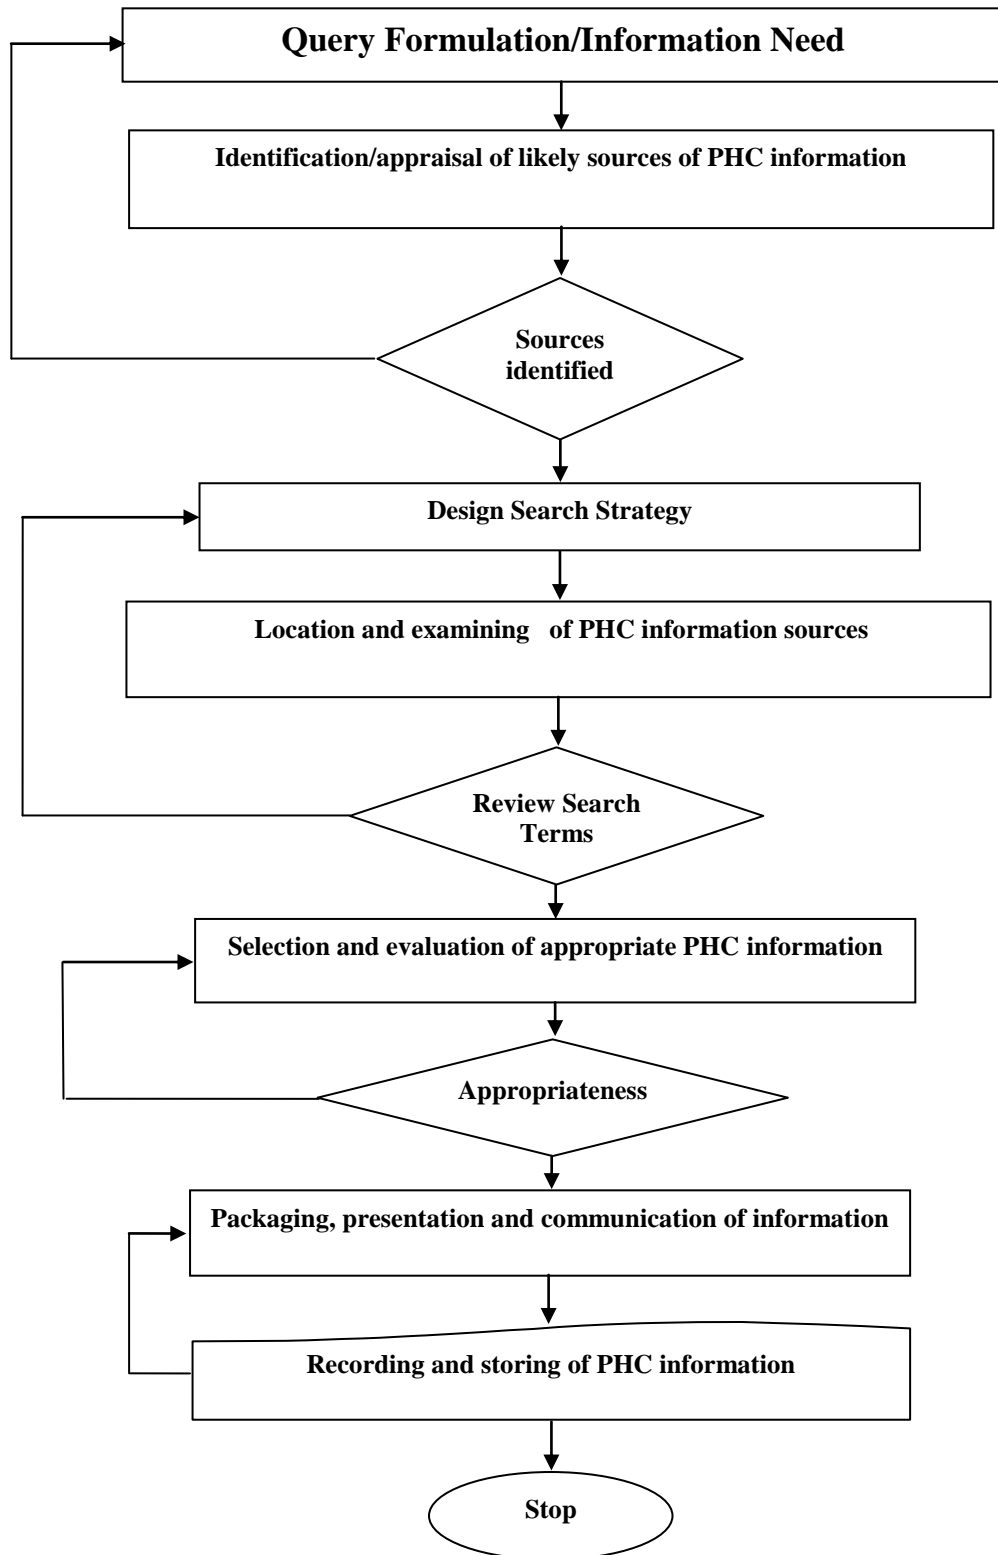 Query Formulation/Information Need
Identification/appraisal of likely sources of PHC information
Sources
identified
Design Search Strategy
Location and examining of PHC information sources
Review Search
Terms
Selection and evaluation of appropriate PHC information
Appropriateness
Packaging, presentation and communication of information
Recording and storing of PHC information
Stop